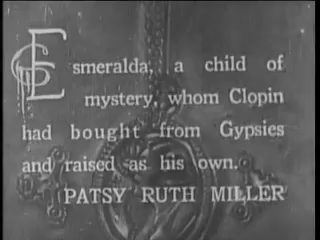 Esmeralda, a child of
mystery, whom Clopin
had bought from Gypsies
and raised as his own.
PATSY RUTH MILLER